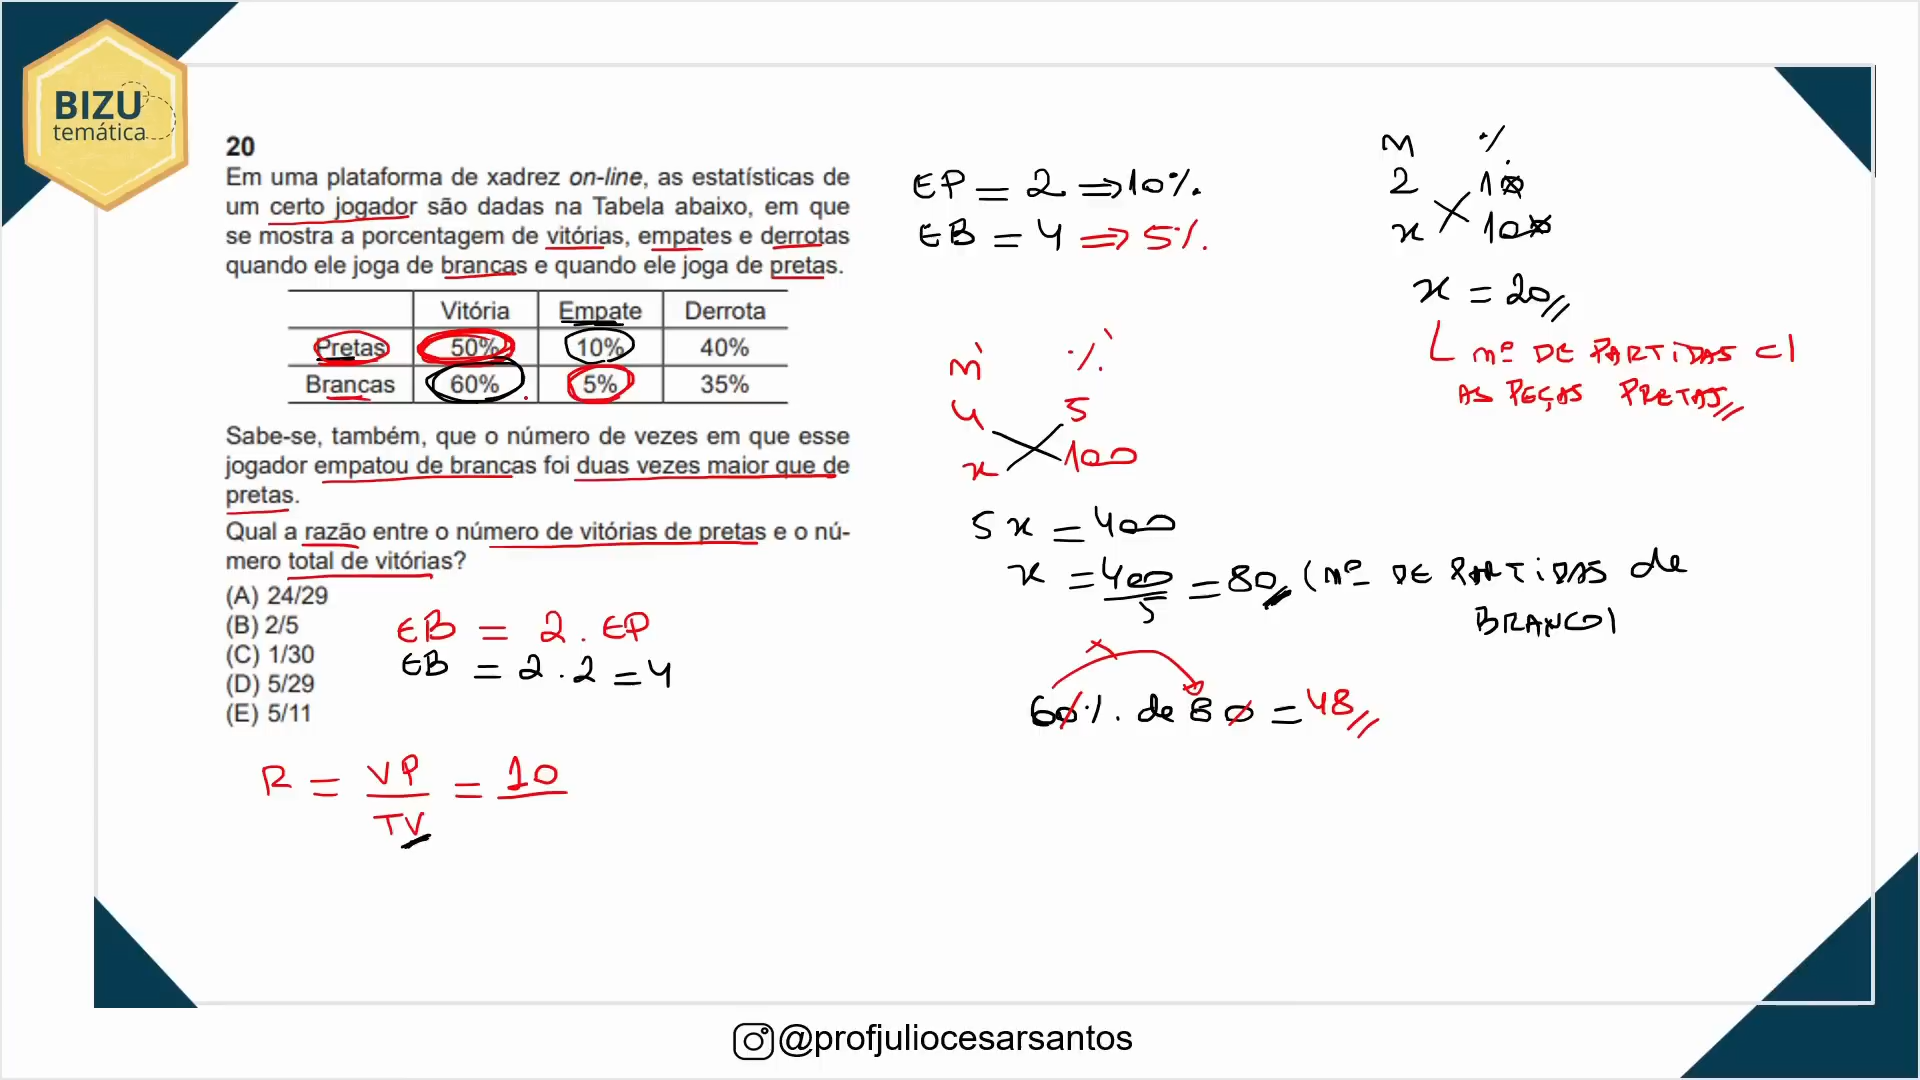 BIZU
temática
20
Em uma plataforma de xadrez on-line, as estatísticas de
um certo jogador são dadas na Tabela abaixo, em que
se mostra a porcentagem de vitórias, empates e derrotas
quando ele joga de brancas e quando ele joga de pretas.
Vitória Empate Derrota
Pretas 50% 10% 40%
Brancas 60% 5% 35%
Sabe-se, também, que o número de vezes em que esse
jogador empatou de brancas foi duas vezes maior que de
pretas.
Qual a razão entre o número de vitórias de pretas e o nú-
mero total de vitórias?
(A) 24/29
(B) 2/5
(C) 1/30
(D) 5/29
(E) 5/11
EB = 2 . EP
EB = 2 . 2 = 4
R = VP/TV = 10
EP = 2 ⇒ 10%
EB = 4 ⇒ 5%
m %
4 5
x 100
5x = 400
x = 400/5 = 80 (nº DE PARTIDAS de
BRANCO)
60% de 80 = 48
m %
2 10
x 100
x = 20
nº DE PARTIDAS C/
AS PEÇAS PRETAS
@profjuliocesarsantos